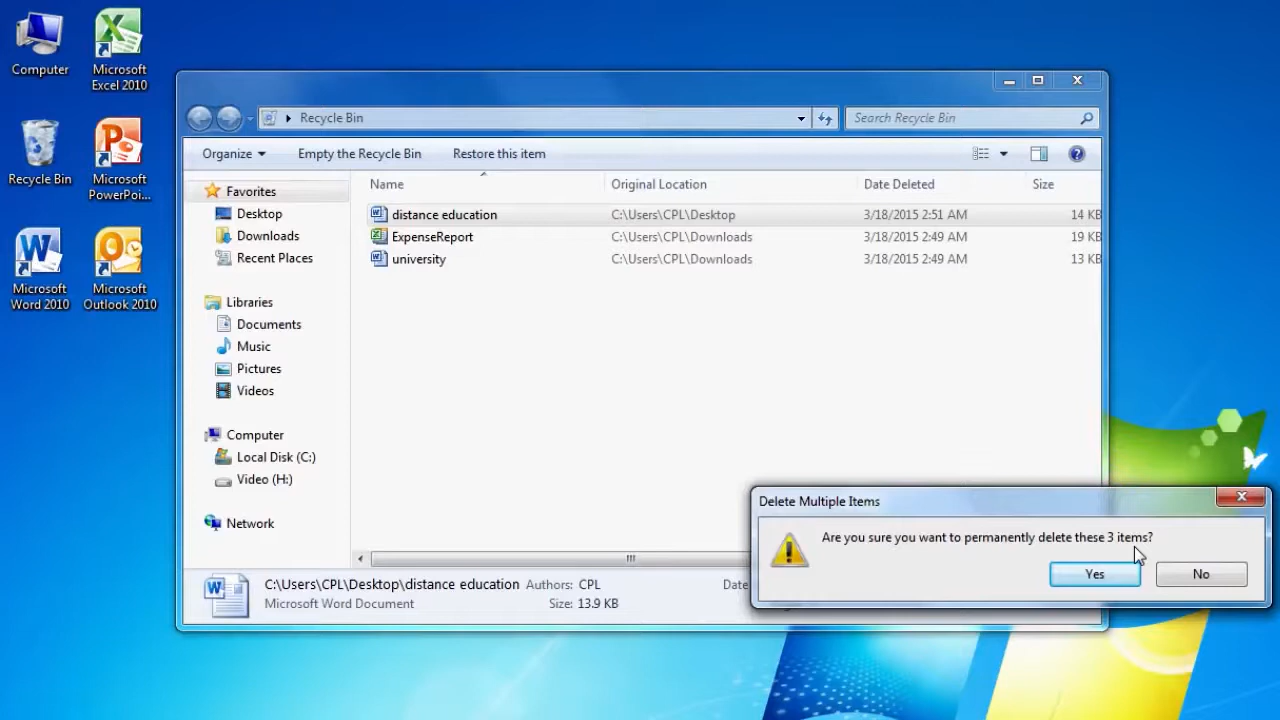 Computer
Microsoft
Excel 2010
Recycle Bin
Microsoft
PowerPoi...
Microsoft
Word 2010
Microsoft
Outlook 2010
Recycle Bin
Search Recycle Bin
Organize
Empty the Recycle Bin
Restore this item
Name Original Location Date Deleted Size
distance education C:\Users\CPL\Desktop 3/18/2015 2:51 AM 14 KB
ExpenseReport C:\Users\CPL\Downloads 3/18/2015 2:49 AM 19 KB
university C:\Users\CPL\Downloads 3/18/2015 2:49 AM 13 KB
Favorites
Desktop
Downloads
Recent Places
Libraries
Documents
Music
Pictures
Videos
Computer
Local Disk (C:)
Video (H:)
Network
C:\Users\CPL\Desktop\distance education Authors: CPL Date
Microsoft Word Document Size: 13.9 KB
Delete Multiple Items
Are you sure you want to permanently delete these 3 items?
Yes
No